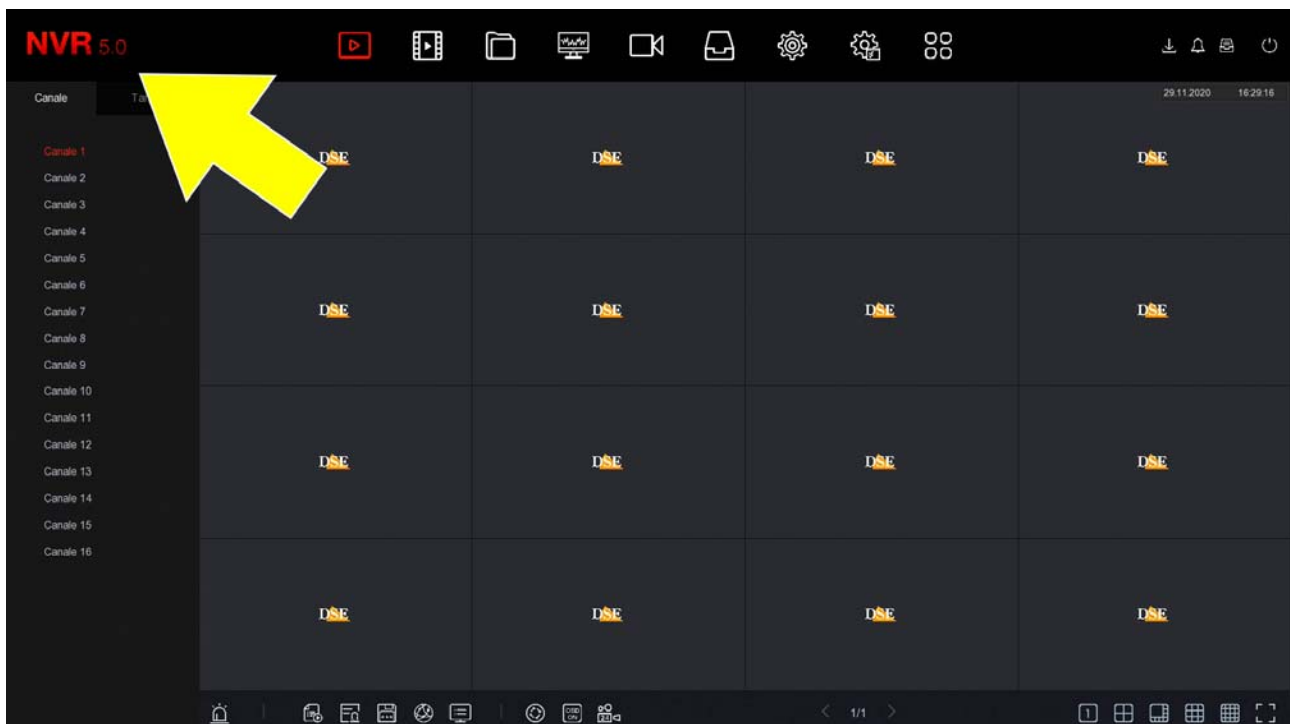 NVR 5.0
Canale
29.11.2020 16:29:16
Canale 1
Canale 2
Canale 3
Canale 4
Canale 5
Canale 6
Canale 7
Canale 8
Canale 9
Canale 10
Canale 11
Canale 12
Canale 13
Canale 14
Canale 15
Canale 16
DSE DSE DSE DSE
DSE DSE DSE DSE
DSE DSE DSE DSE
DSE DSE DSE DSE
OSD ON
1/1
1